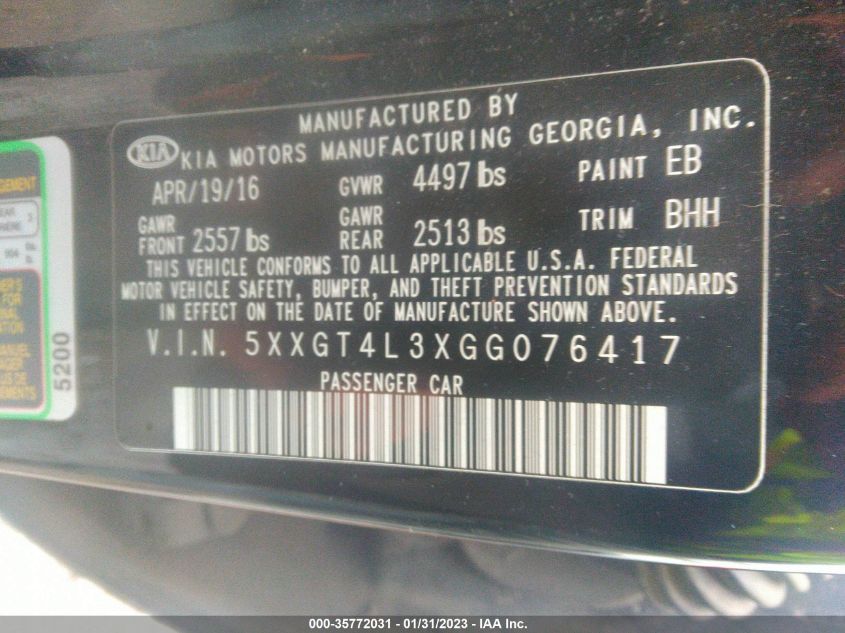 MANUFACTURED BY
KIA KIA MOTORS MANUFACTURING GEORGIA, INC.
APR/19/16 GVWR 4497 lbs PAINT EB
GAWR FRONT 2557 lbs GAWR REAR 2513 lbs TRIM BHH
THIS VEHICLE CONFORMS TO ALL APPLICABLE U.S.A. FEDERAL
MOTOR VEHICLE SAFETY, BUMPER, AND THEFT PREVENTION STANDARDS
IN EFFECT ON THE DATE OF MANUFACTURE SHOWN ABOVE.
V.I.N. 5XXGT4L3XGG076417
PASSENGER CAR
5200
FOR
000-35772031 - 01/31/2023 - IAA Inc.